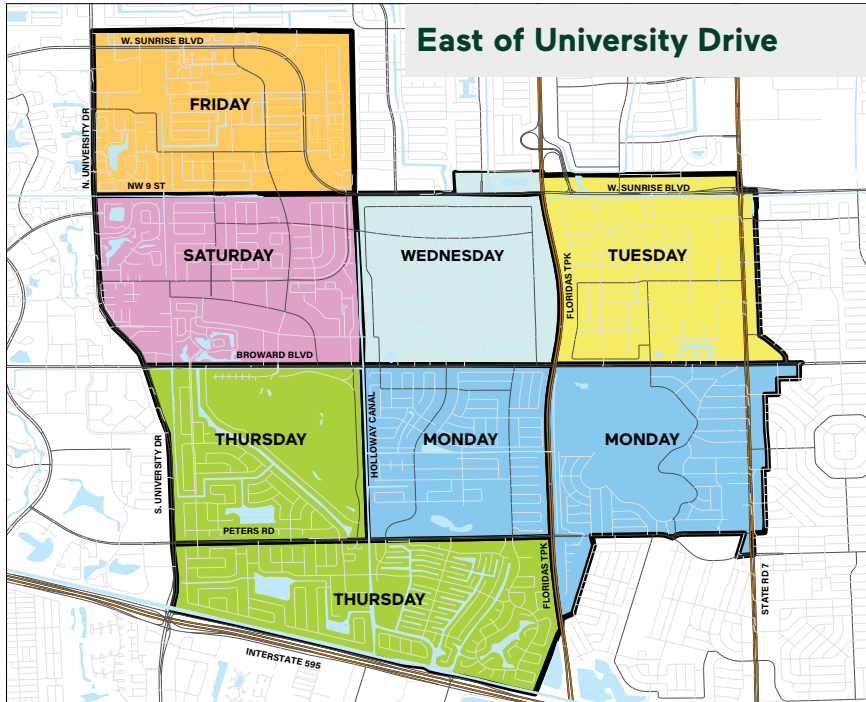 East of University Drive
W. SUNRISE BLVD
FRIDAY
N. UNIVERSITY DR
NW 9 ST
W. SUNRISE BLVD
SATURDAY
WEDNESDAY
TUESDAY
FLORIDAS TPK
BROWARD BLVD
HOLLOWAY CANAL
THURSDAY
MONDAY
MONDAY
S. UNIVERSITY DR
PETERS RD
FLORIDAS TPK
STATE RD 7
THURSDAY
INTERSTATE 595